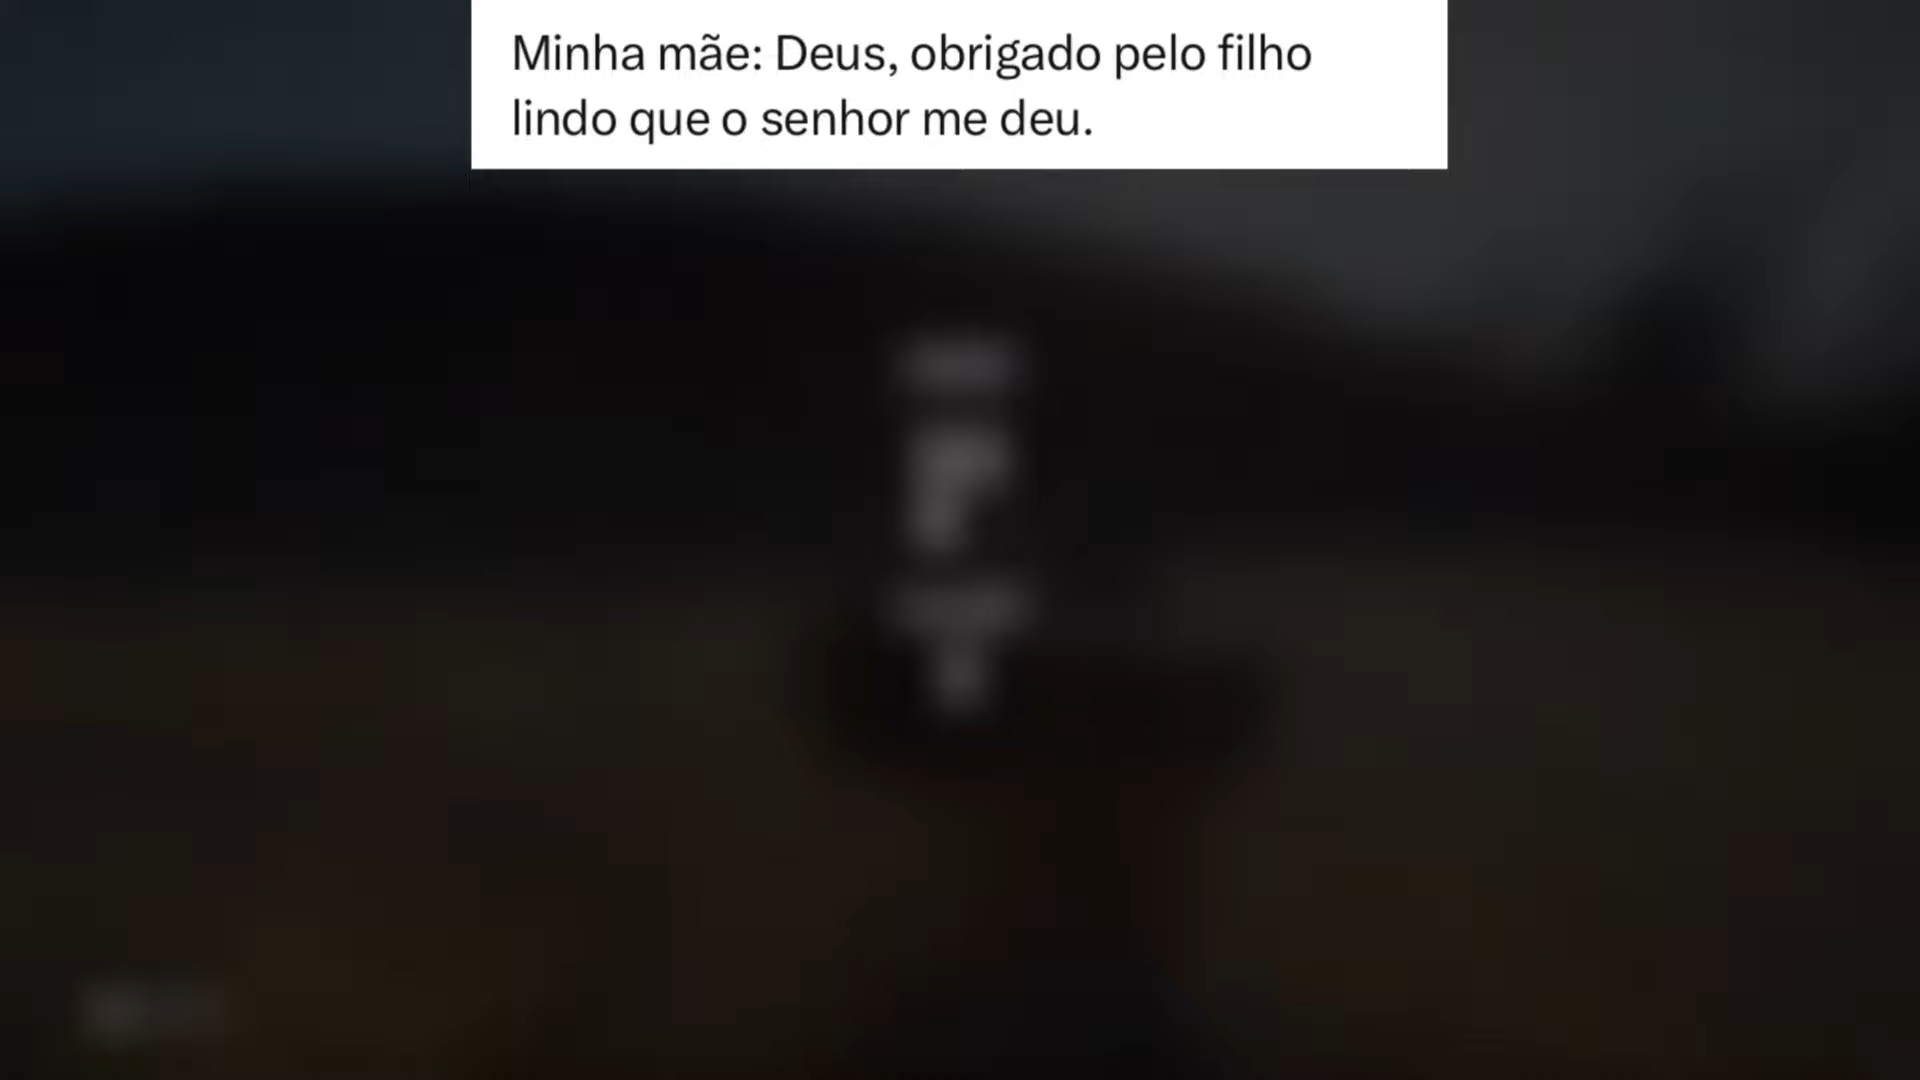 Minha mãe: Deus, obrigado pelo filho
lindo que o senhor me deu.